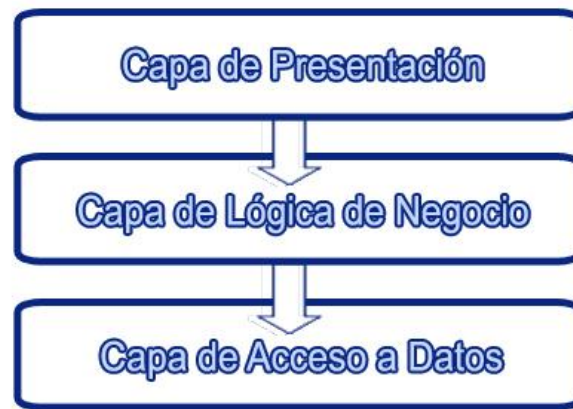 Capa de Presentación
Capa de Lógica de Negocio
Capa de Acceso a Datos